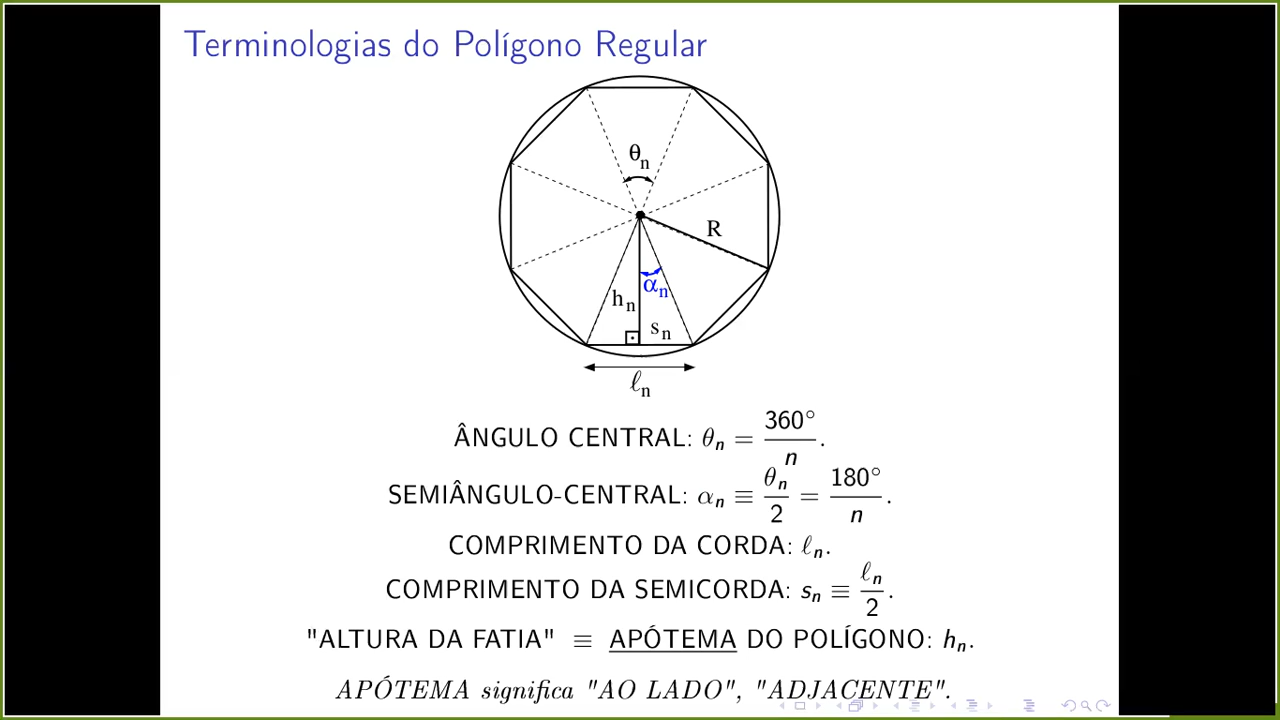 Terminologias do Polígono Regular
θn
R
αn
hn
sn
ℓn
ÂNGULO CENTRAL: θn = 360°/n.
SEMIÂNGULO-CENTRAL: αn ≡ θn/2 = 180°/n.
COMPRIMENTO DA CORDA: ℓn.
COMPRIMENTO DA SEMICORDA: sn ≡ ℓn/2.
"ALTURA DA FATIA" ≡ APÓTEMA DO POLÍGONO: hn.
APÓTEMA significa "AO LADO", "ADJACENTE".